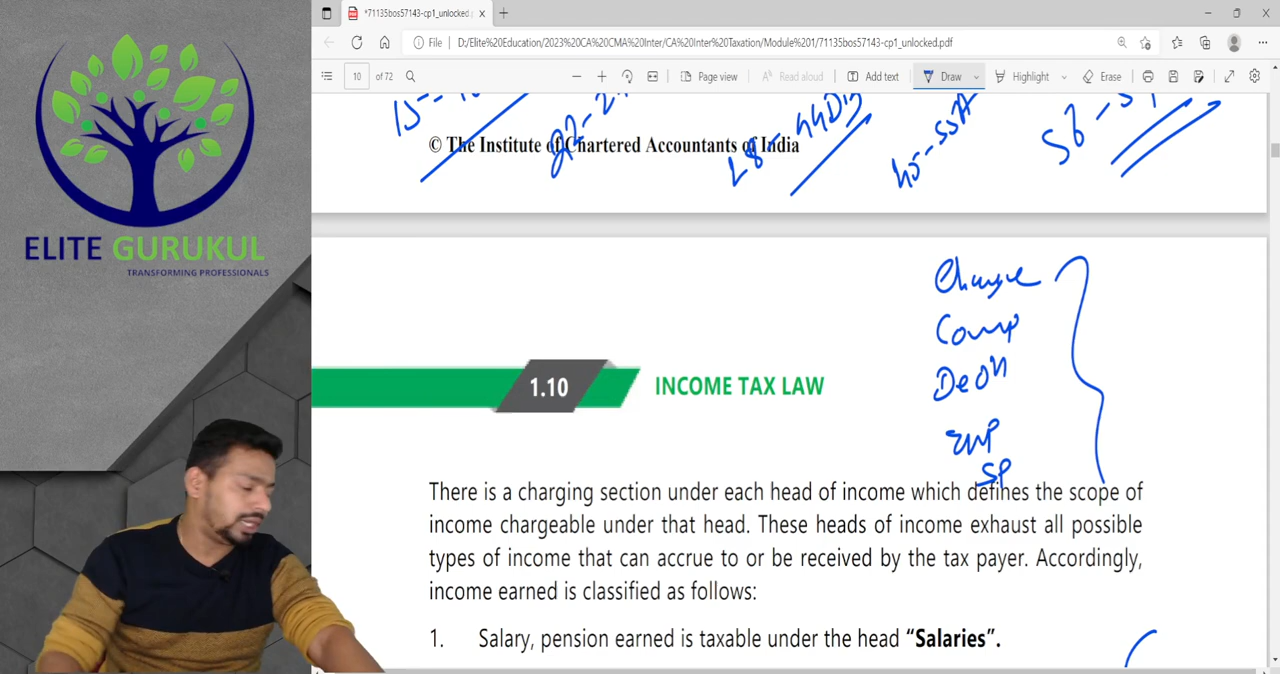 *71135bos57143-cp1_unlocked.pdf
File D:/Elite%20Education/2023%20CA%20CMA%20Inter/CA%20Inter%20Taxation/Module%201/71135bos57143-cp1_unlocked.pdf
10 of 72 Page view Read aloud Add text Draw Highlight Erase
28 - 44DB
45 - 55A
© The Institute of Chartered Accountants of India
ELITE GURUKUL
TRANSFORMING PROFESSIONALS
Charge
Comp
Dedn
SP
1.10 INCOME TAX LAW
There is a charging section under each head of income which defines the scope of
income chargeable under that head. These heads of income exhaust all possible
types of income that can accrue to or be received by the tax payer. Accordingly,
income earned is classified as follows:
1. Salary, pension earned is taxable under the head “Salaries”.